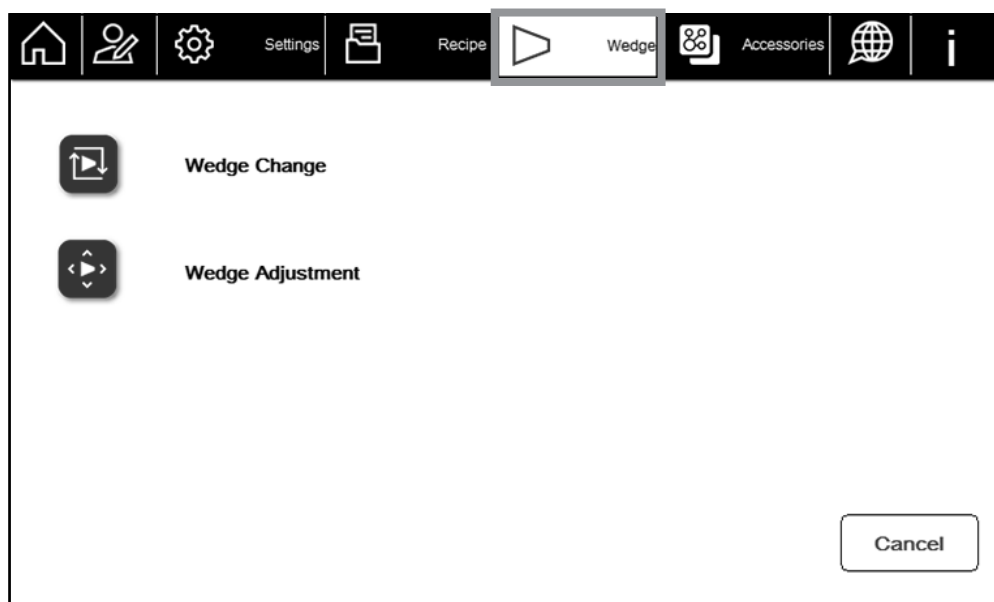 Settings
Recipe
Wedge
Accessories
i
Wedge Change
Wedge Adjustment
Cancel